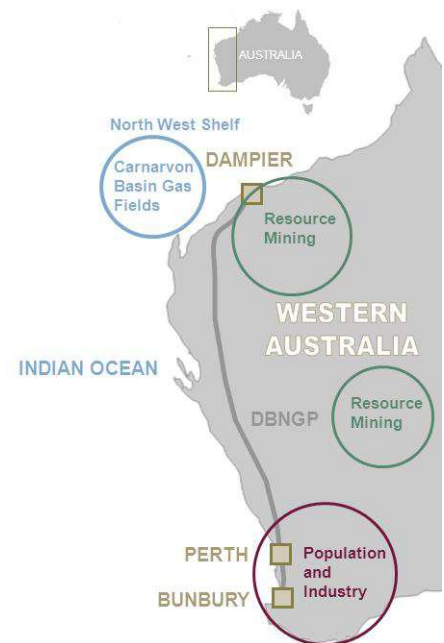 AUSTRALIA
North West Shelf
Carnarvon
Basin Gas
Fields
DAMPIER
Resource
Mining
WESTERN
AUSTRALIA
INDIAN OCEAN
Resource
Mining
DBNGP
PERTH
Population
and
Industry
BUNBURY